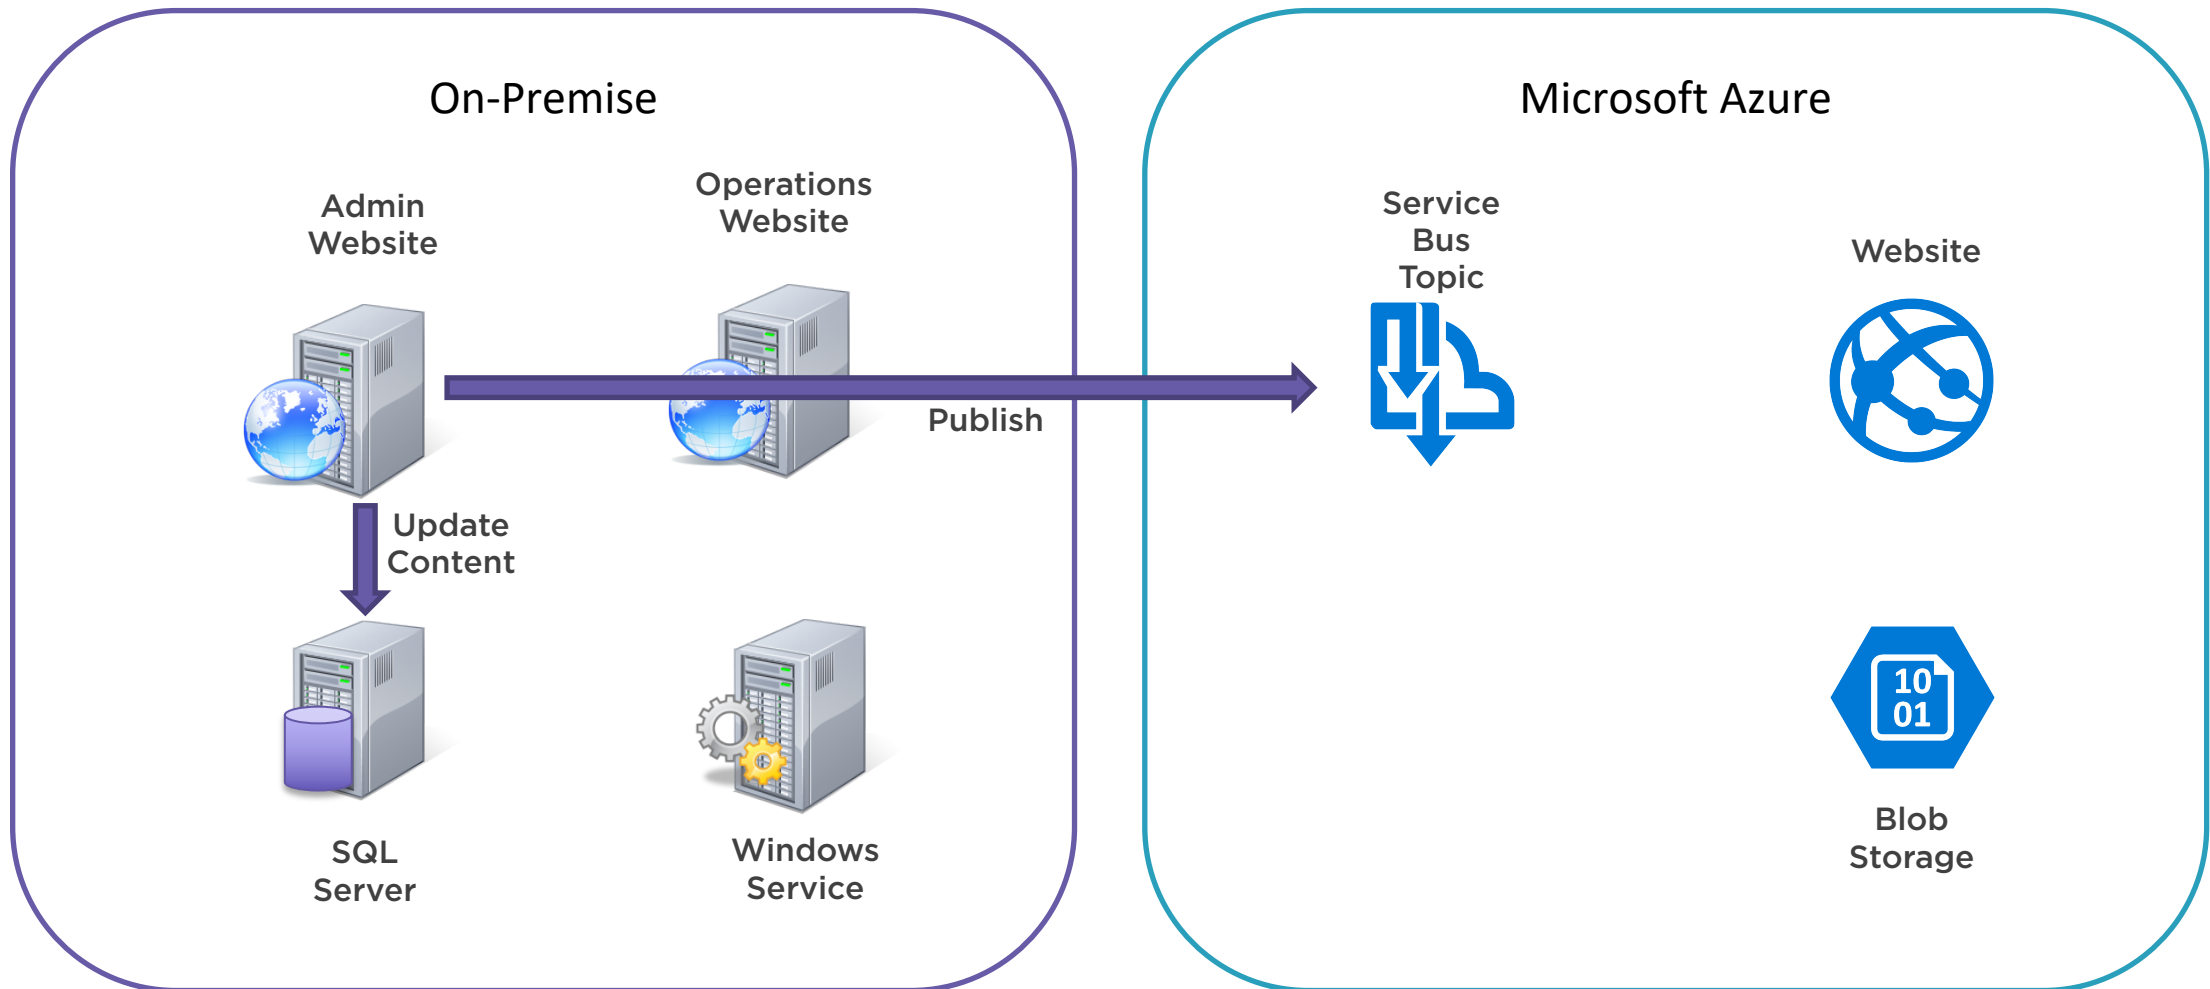 On-Premise
Microsoft Azure
Admin
Website
Operations
Website
Service
Bus
Topic
Website
Publish
Update
Content
10
01
SQL
Server
Windows
Service
Blob
Storage